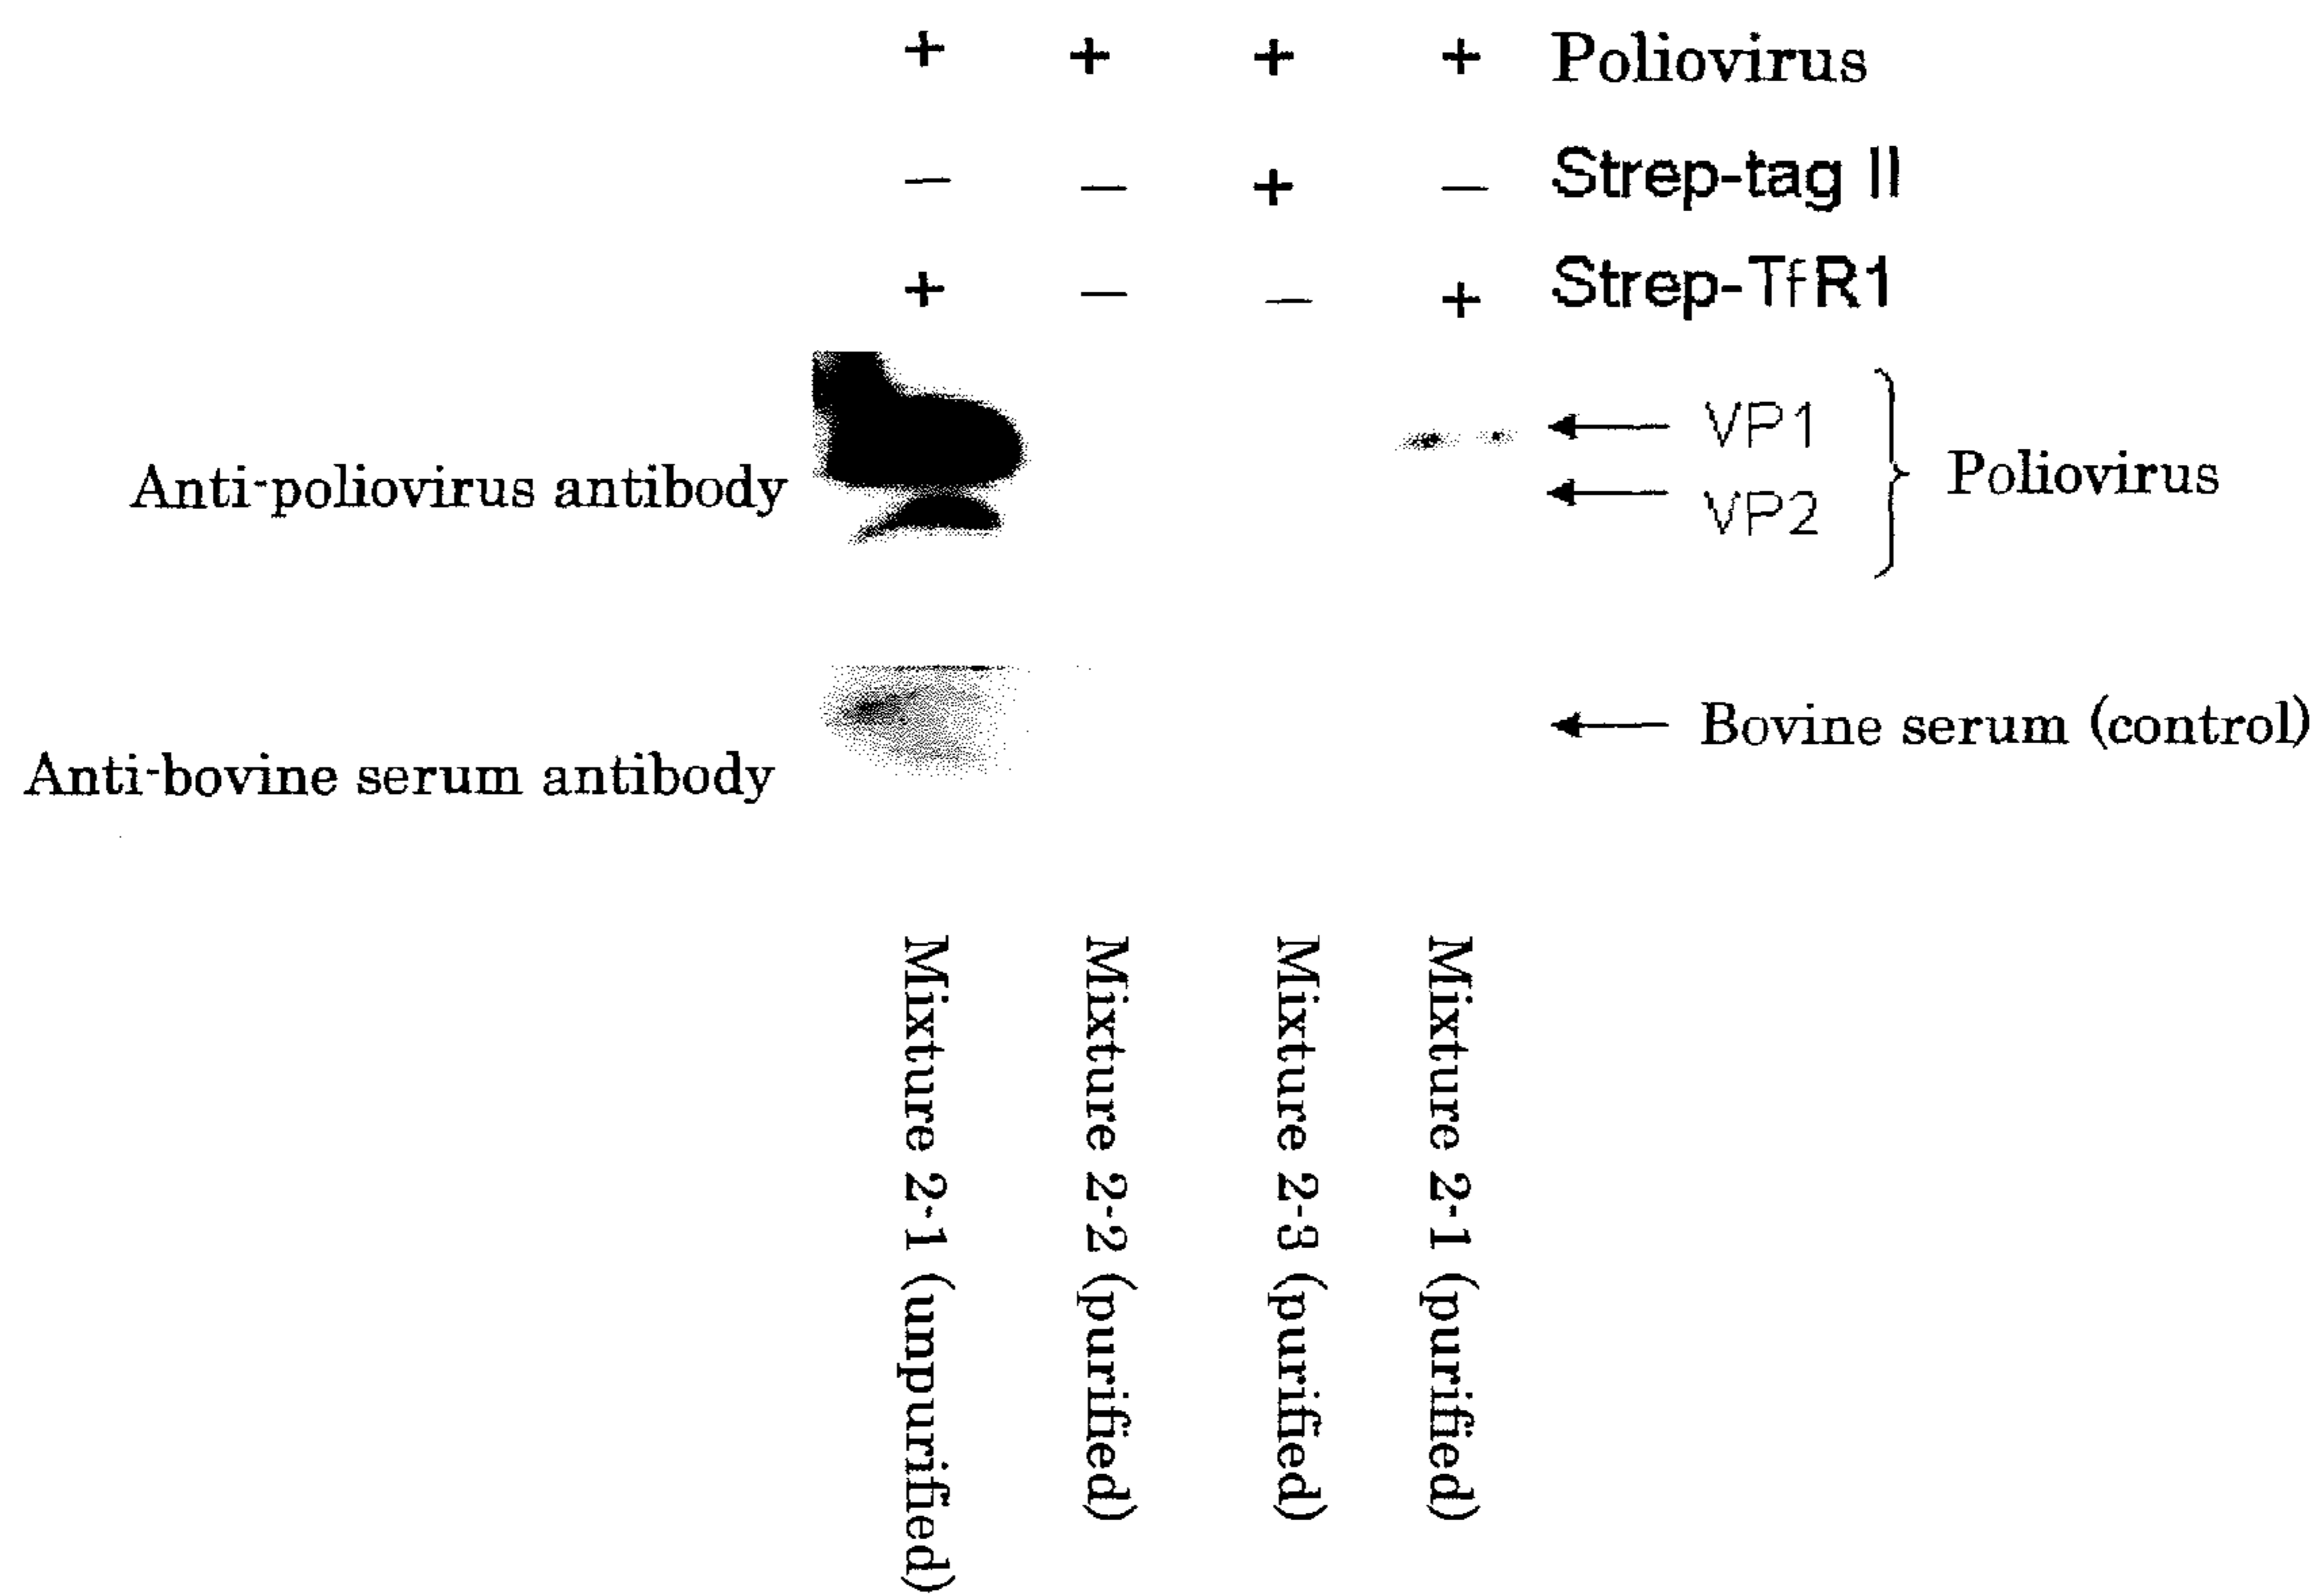 + + + + Poliovirus
− − + − Strep-tag II
+ − − + Strep-TfR1
VP1
Anti-poliovirus antibody
Poliovirus
VP2
Bovine serum (control)
Anti-bovine serum antibody
Mixture 2-1 (unpurified)
Mixture 2-2 (purified)
Mixture 2-3 (purified)
Mixture 2-1 (purified)